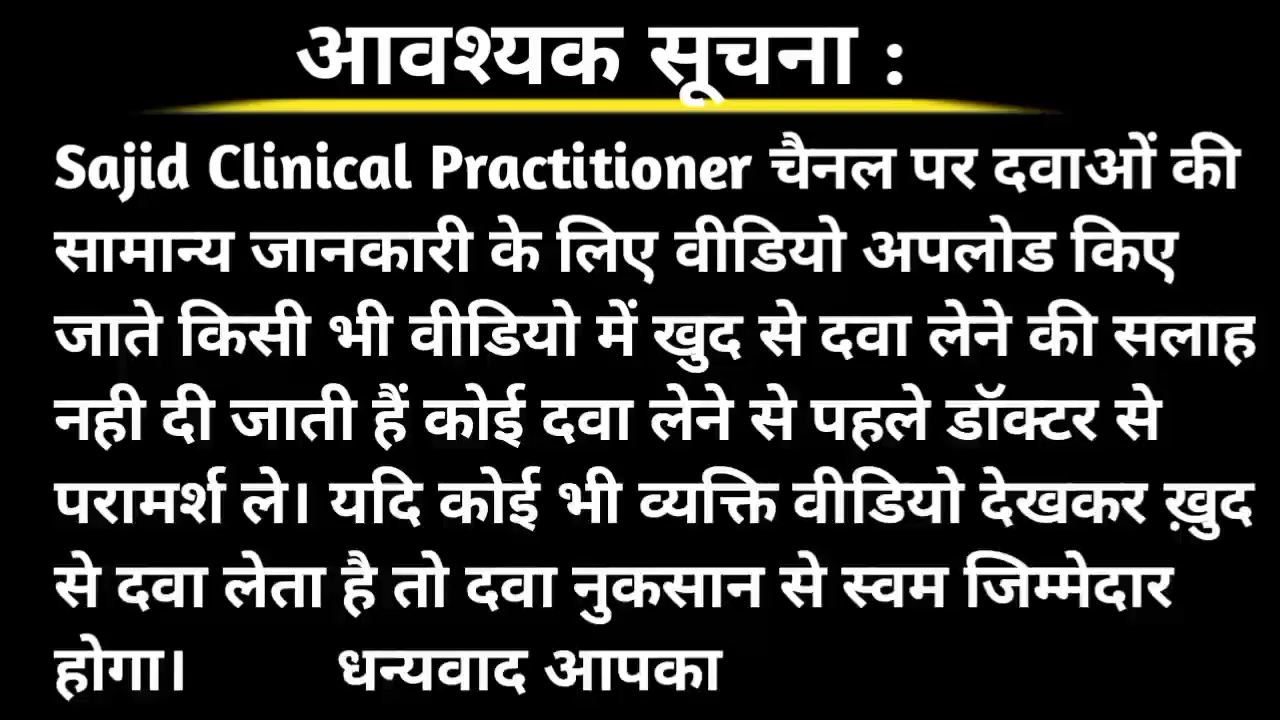 आवश्यक सूचना :
Sajid Clinical Practitioner चैनल पर दवाओं की
सामान्य जानकारी के लिए वीडियो अपलोड किए
जाते किसी भी वीडियो में खुद से दवा लेने की सलाह
नही दी जाती हैं कोई दवा लेने से पहले डॉक्टर से
परामर्श ले। यदि कोई भी व्यक्ति वीडियो देखकर ख़ुद
से दवा लेता है तो दवा नुकसान से स्वम जिम्मेदार
होगा। धन्यवाद आपका